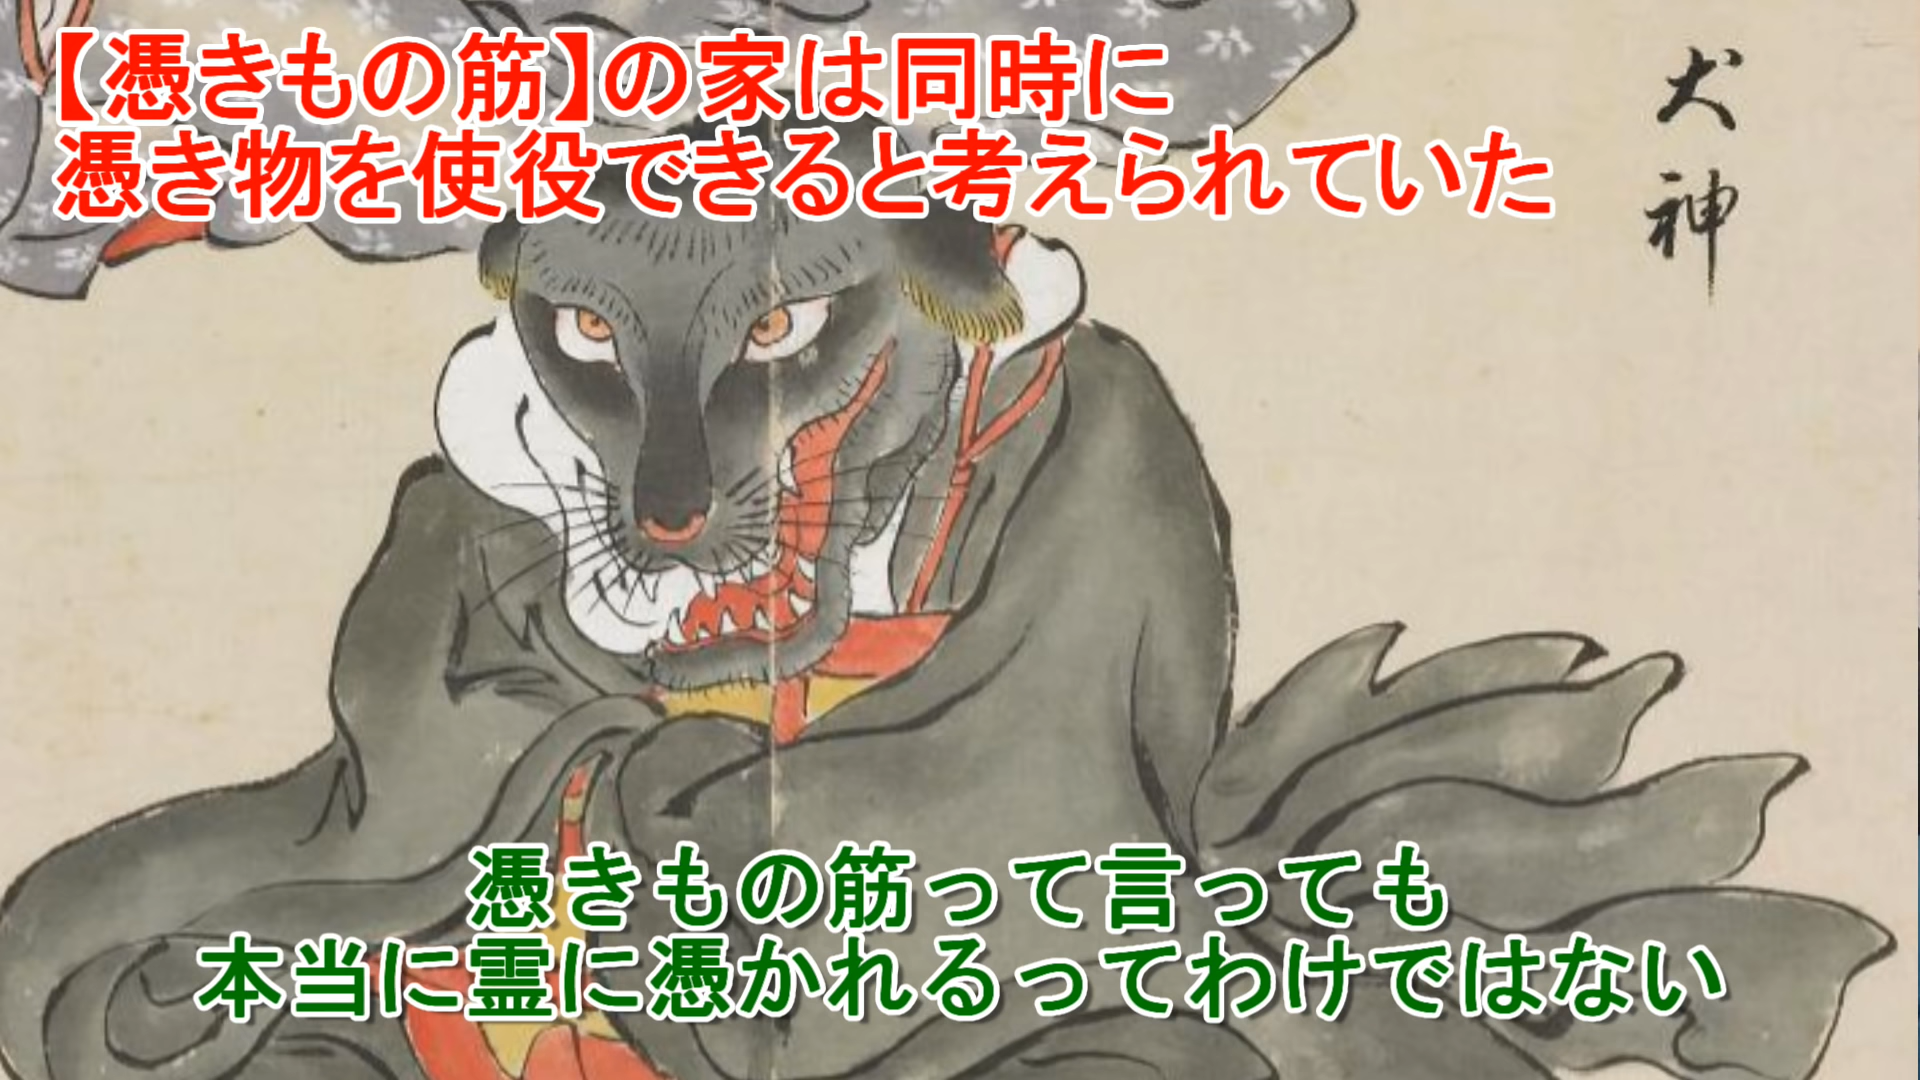 【憑きもの筋】の家は同時に
憑き物を使役できると考えられていた
犬神
憑きもの筋って言っても
本当に霊に憑かれるってわけではない